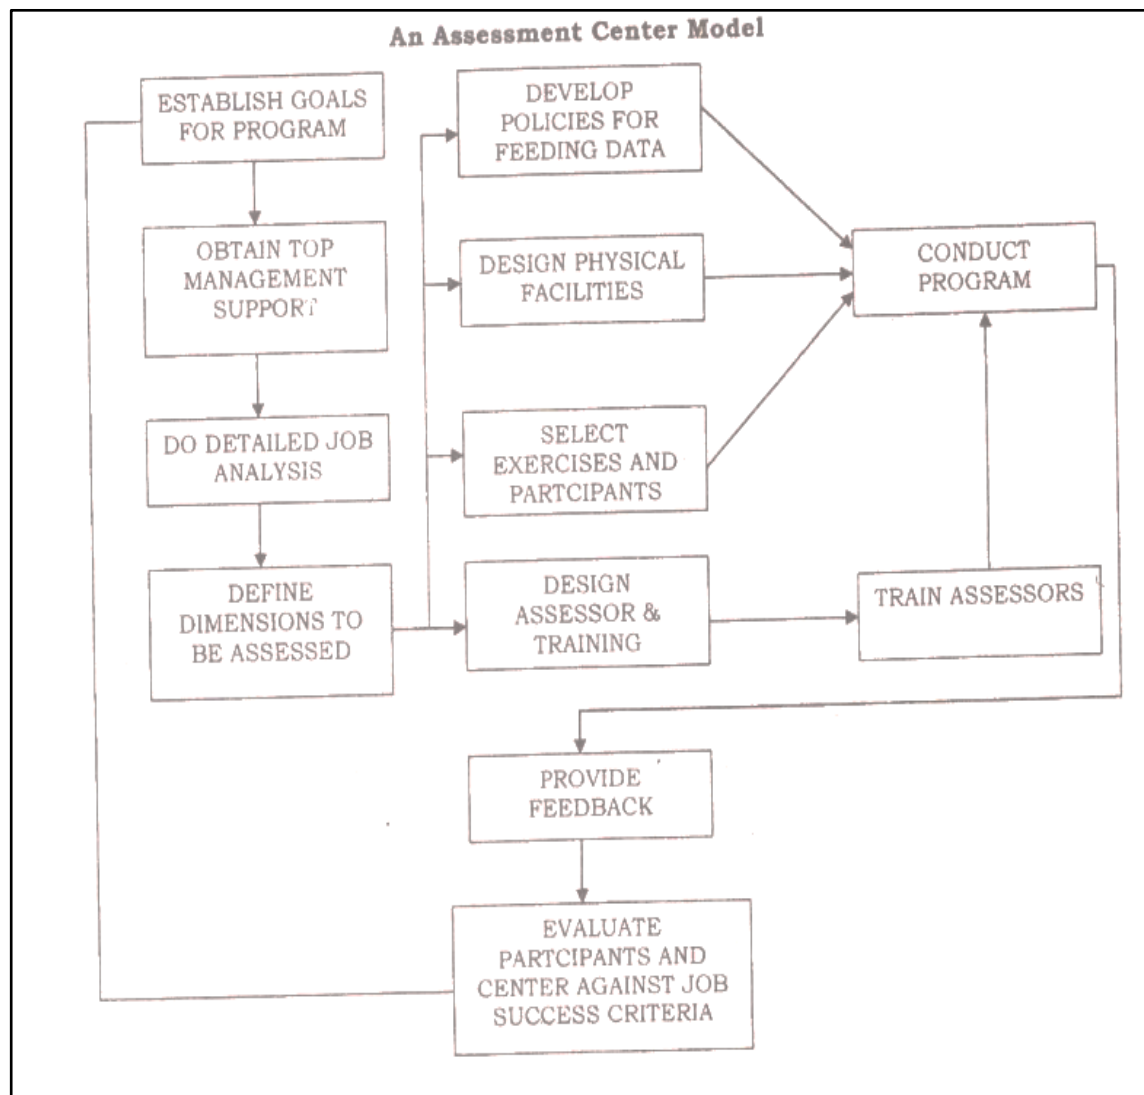 An Assessment Center Model
ESTABLISH GOALS
FOR PROGRAM
OBTAIN TOP
MANAGEMENT
SUPPORT
DO DETAILED JOB
ANALYSIS
DEFINE
DIMENSIONS TO
BE ASSESSED
DEVELOP
POLICIES FOR
FEEDING DATA
DESIGN PHYSICAL
FACILITIES
SELECT
EXERCISES AND
PARTCIPANTS
DESIGN
ASSESSOR &
TRAINING
TRAIN ASSESSORS
CONDUCT
PROGRAM
PROVIDE
FEEDBACK
EVALUATE
PARTCIPANTS AND
CENTER AGAINST JOB
SUCCESS CRITERIA